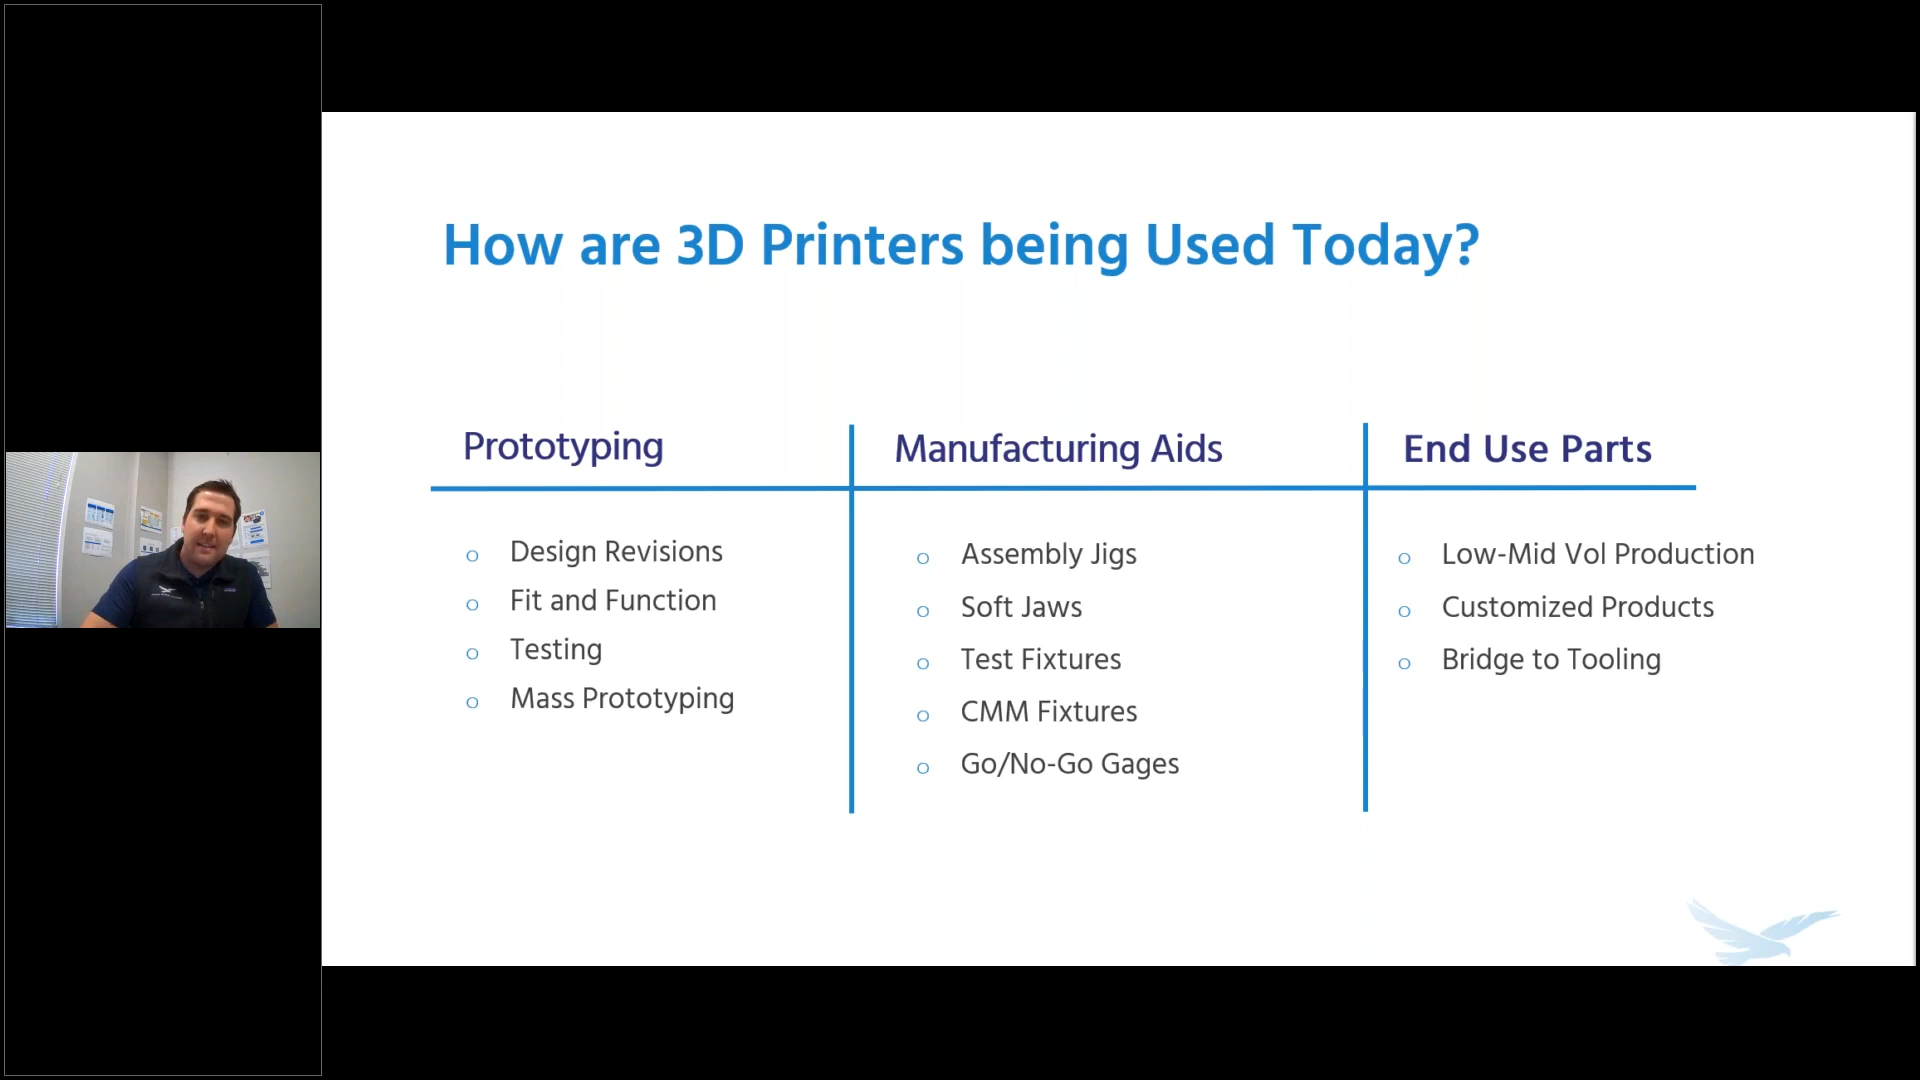 How are 3D Printers being Used Today?
Prototyping
Design Revisions
Fit and Function
Testing
Mass Prototyping
Manufacturing Aids
Assembly Jigs
Soft Jaws
Test Fixtures
CMM Fixtures
Go/No-Go Gages
End Use Parts
Low-Mid Vol Production
Customized Products
Bridge to Tooling